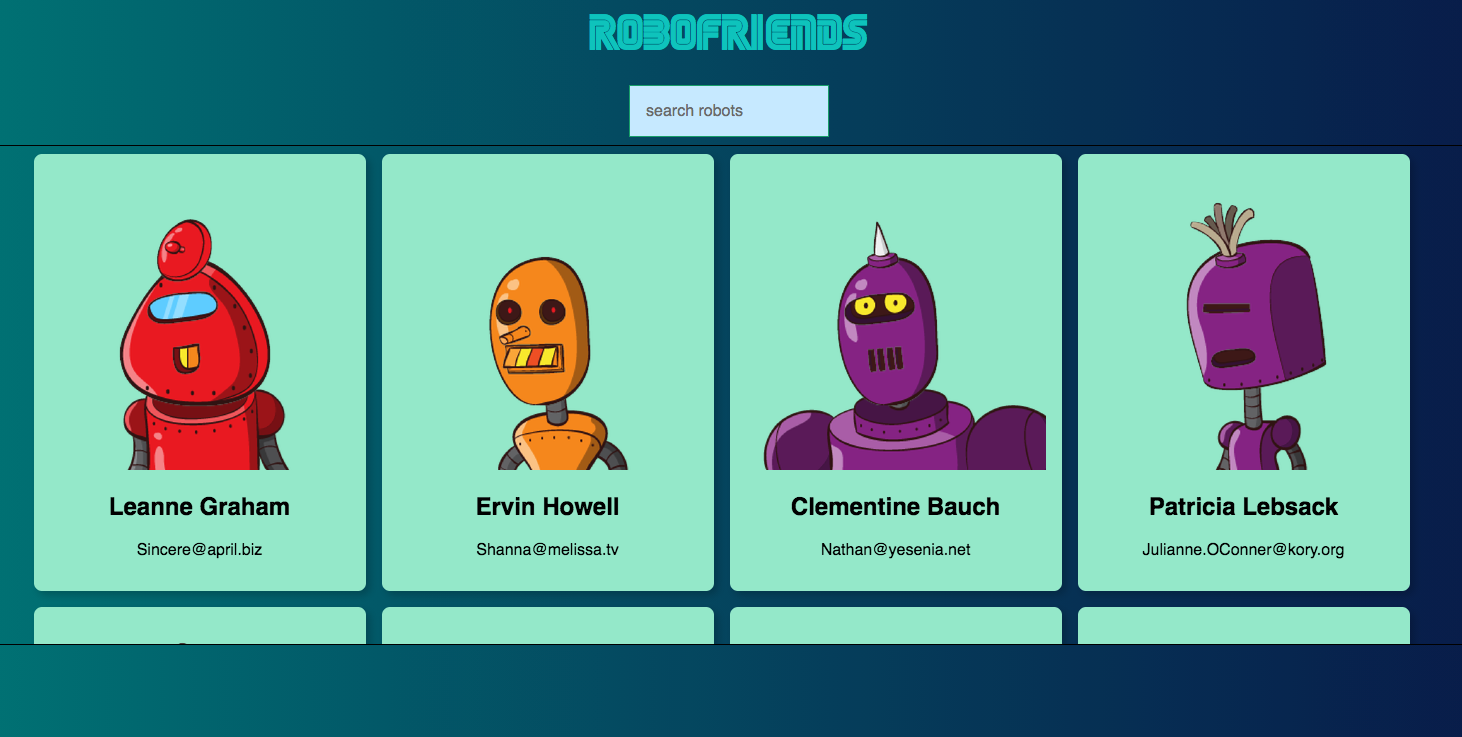 ROBOFRIENDS
search robots
Leanne Graham
Sincere@april.biz
Ervin Howell
Shanna@melissa.tv
Clementine Bauch
Nathan@yesenia.net
Patricia Lebsack
Julianne.OConner@kory.org